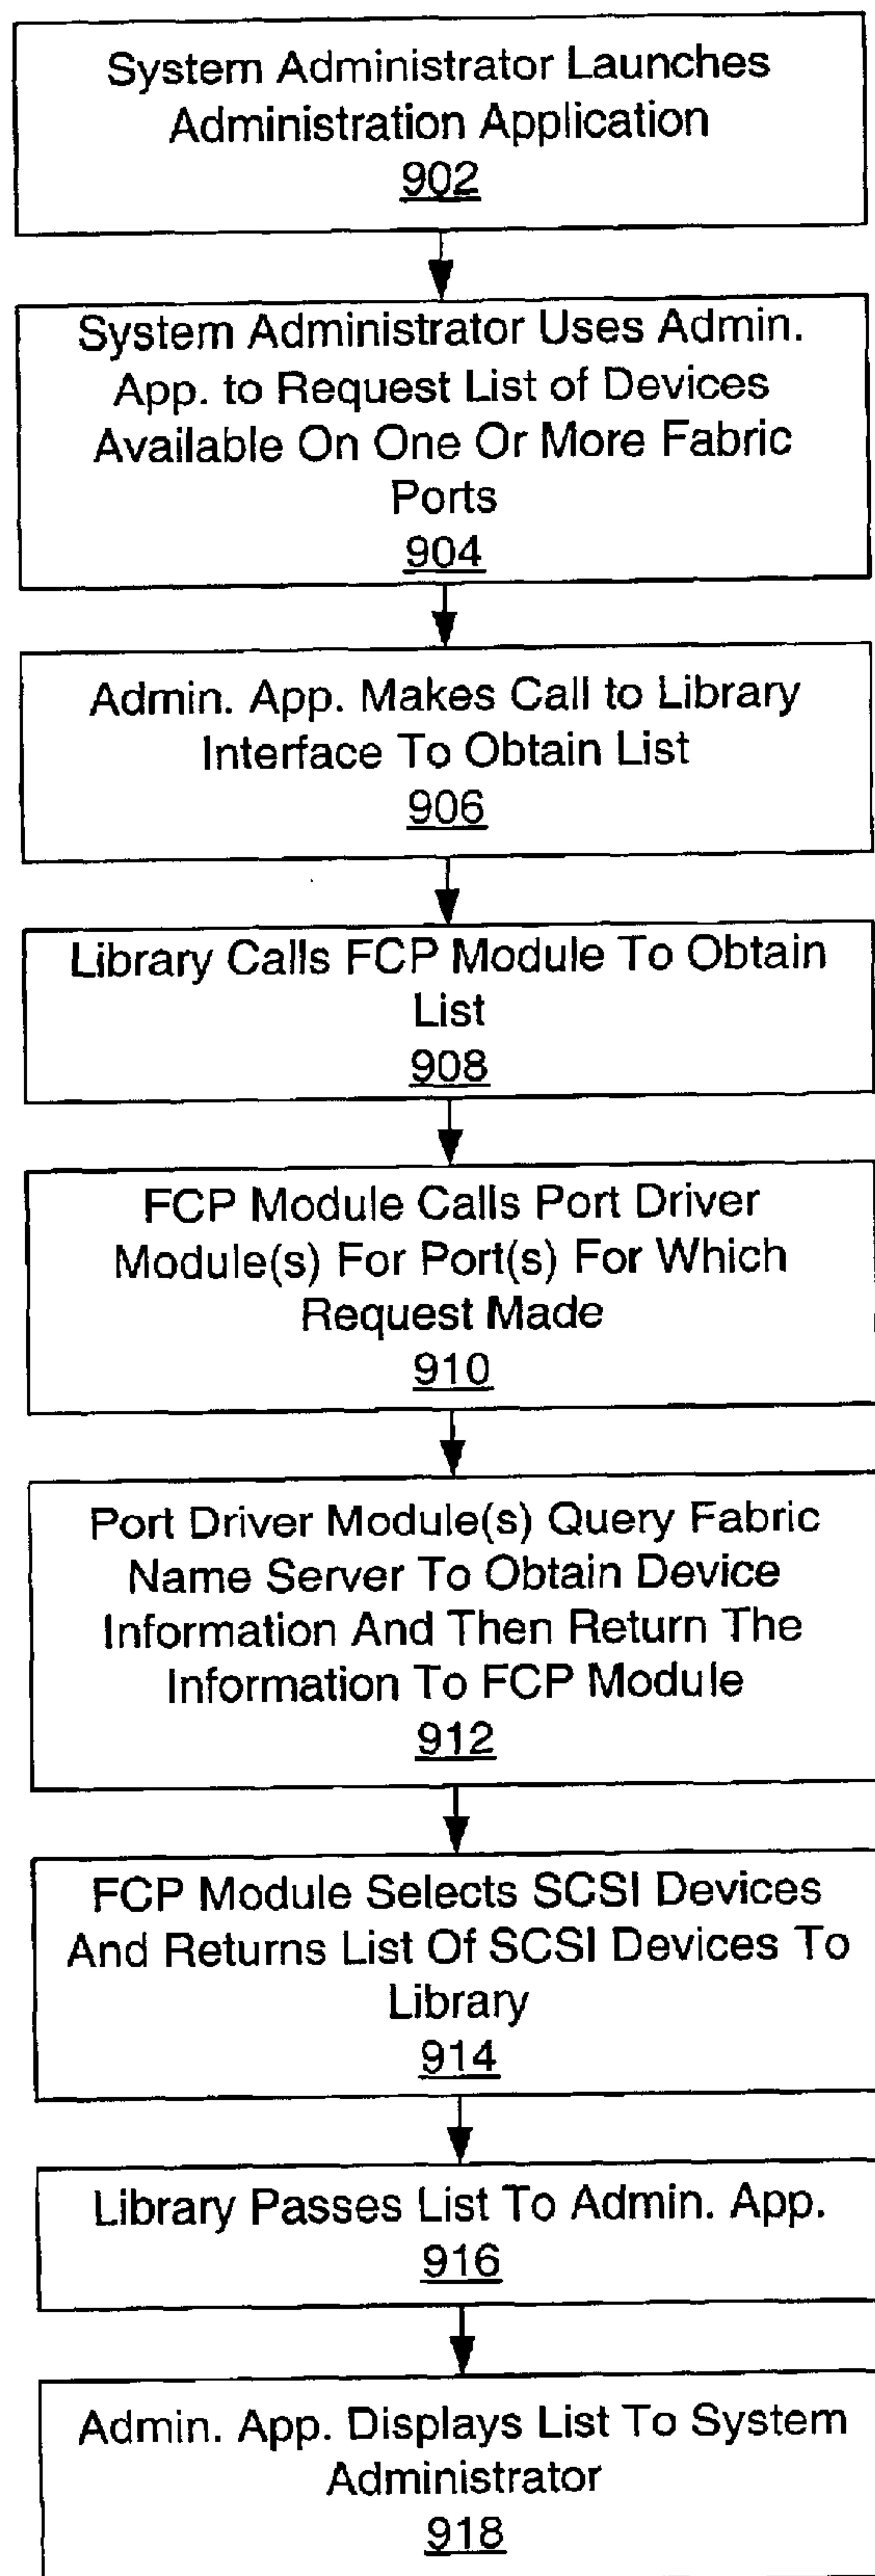 System Administrator Launches
Administration Application
902
System Administrator Uses Admin.
App. to Request List of Devices
Available On One Or More Fabric
Ports
904
Admin. App. Makes Call to Library
Interface To Obtain List
906
Library Calls FCP Module To Obtain
List
908
FCP Module Calls Port Driver
Module(s) For Port(s) For Which
Request Made
910
Port Driver Module(s) Query Fabric
Name Server To Obtain Device
Information And Then Return The
Information To FCP Module
912
FCP Module Selects SCSI Devices
And Returns List Of SCSI Devices To
Library
914
Library Passes List To Admin. App.
916
Admin. App. Displays List To System
Administrator
918